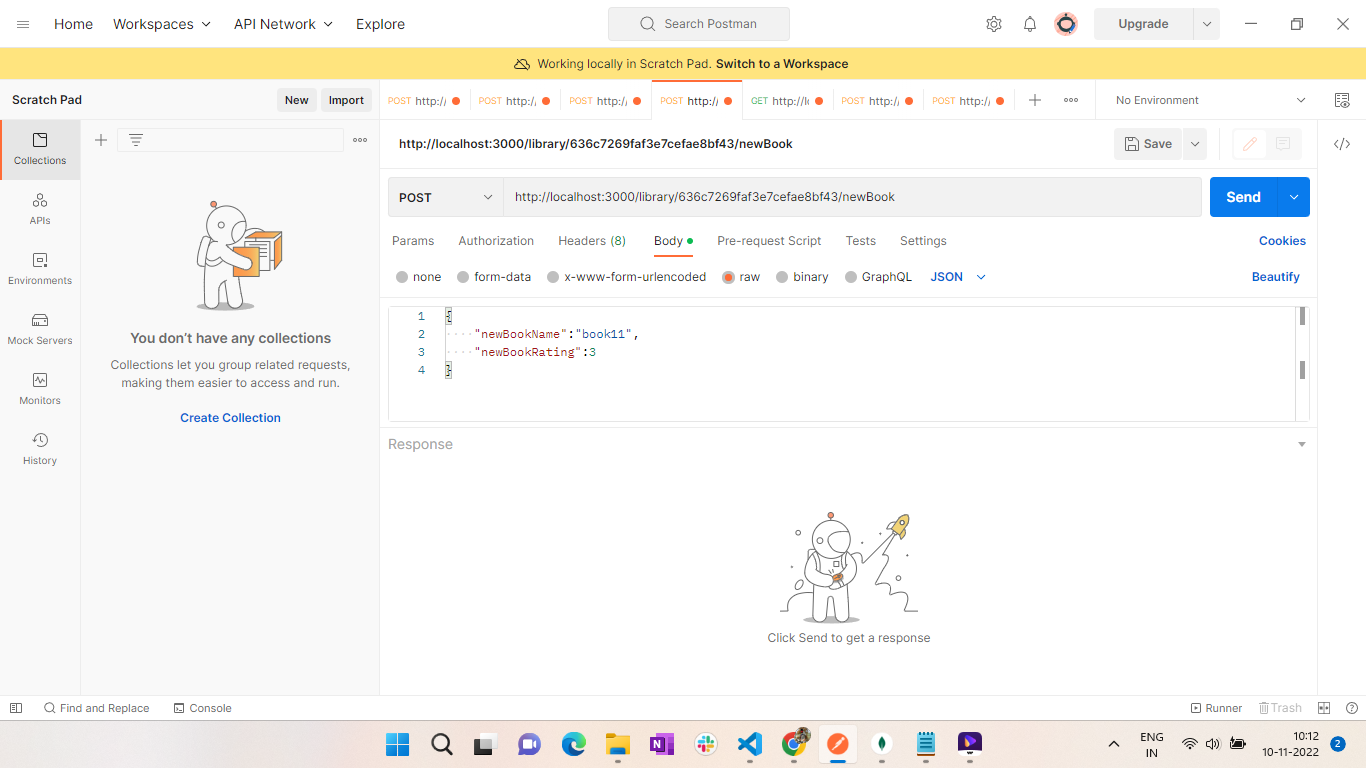 Home Workspaces API Network Explore Search Postman Upgrade
Working locally in Scratch Pad. Switch to a Workspace
Scratch Pad New Import
POST http:/ POST http:/ POST http:/ POST http:/ GET http://l POST http:/ POST http:/ No Environment
Collections
APIs
Environments
Mock Servers
Monitors
History
You don't have any collections
Collections let you group related requests,
making them easier to access and run.
Create Collection
http://localhost:3000/library/636c7269faf3e7cefae8bf43/newBook Save
POST http://localhost:3000/library/636c7269faf3e7cefae8bf43/newBook Send
Params Authorization Headers (8) Body Pre-request Script Tests Settings Cookies
none form-data x-www-form-urlencoded raw binary GraphQL JSON Beautify
1 {
2 "newBookName":"book11",
3 "newBookRating":3
4 }
Response
Click Send to get a response
Find and Replace Console Runner Trash
ENG
IN
10:12
10-11-2022
2